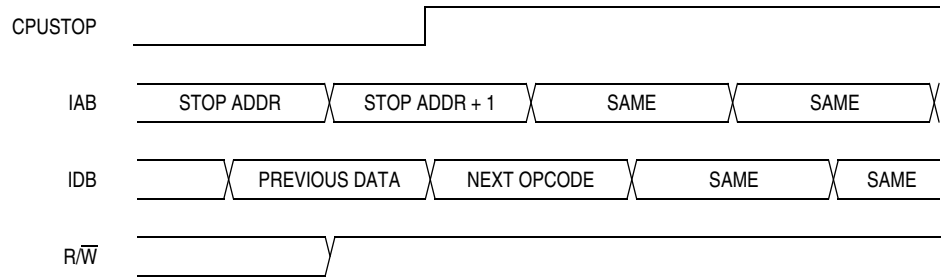 CPUSTOP
IAB STOP ADDR STOP ADDR + 1 SAME SAME
IDB PREVIOUS DATA NEXT OPCODE SAME SAME
R/W̅